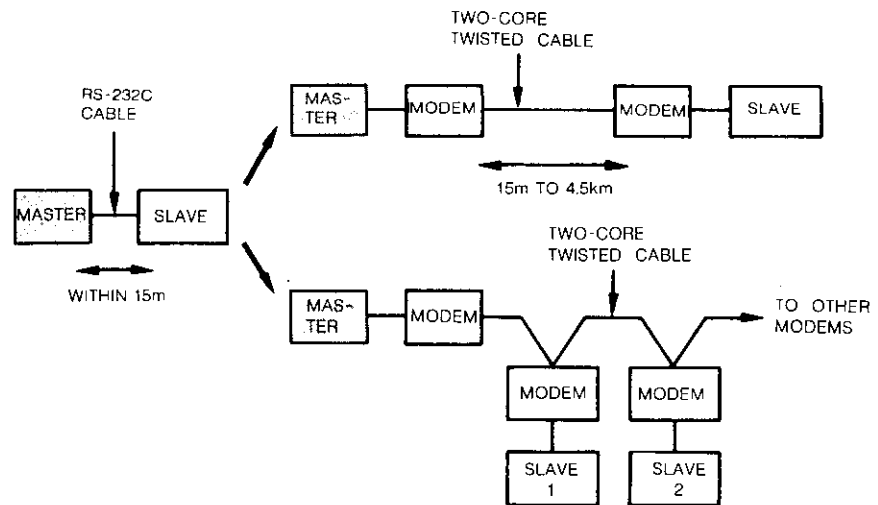 TWO-CORE
TWISTED CABLE
RS-232C
CABLE
MAS-
TER
MODEM
MODEM
SLAVE
15m TO 4.5km
MASTER
SLAVE
WITHIN 15m
TWO-CORE
TWISTED CABLE
MAS-
TER
MODEM
TO OTHER
MODEMS
MODEM
MODEM
SLAVE
1
SLAVE
2